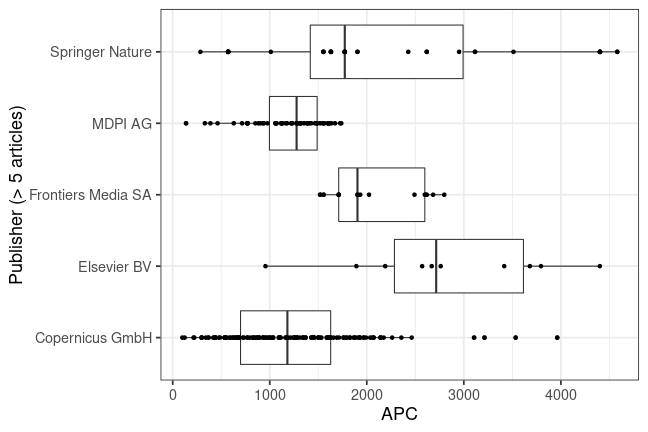 Publisher (> 5 articles)
Springer Nature
MDPI AG
Frontiers Media SA
Elsevier BV
Copernicus GmbH
0 1000 2000 3000 4000
APC